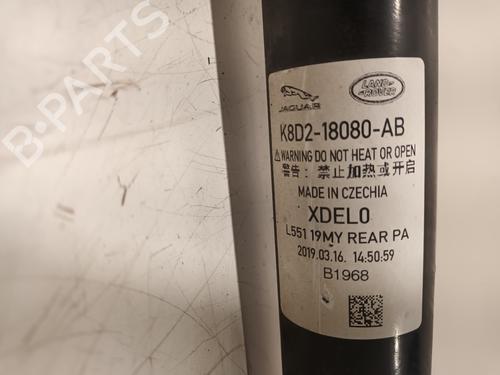 B-PARTS
JAGUAR
LAND ROVER
K8D2-18080-AB
⚠WARNING DO NOT HEAT OR OPEN
警告：禁止加热或开启
MADE IN CZECHIA
XDEL0
L551 19MY REAR PA
2019.03.16. 14:50:59
B1968